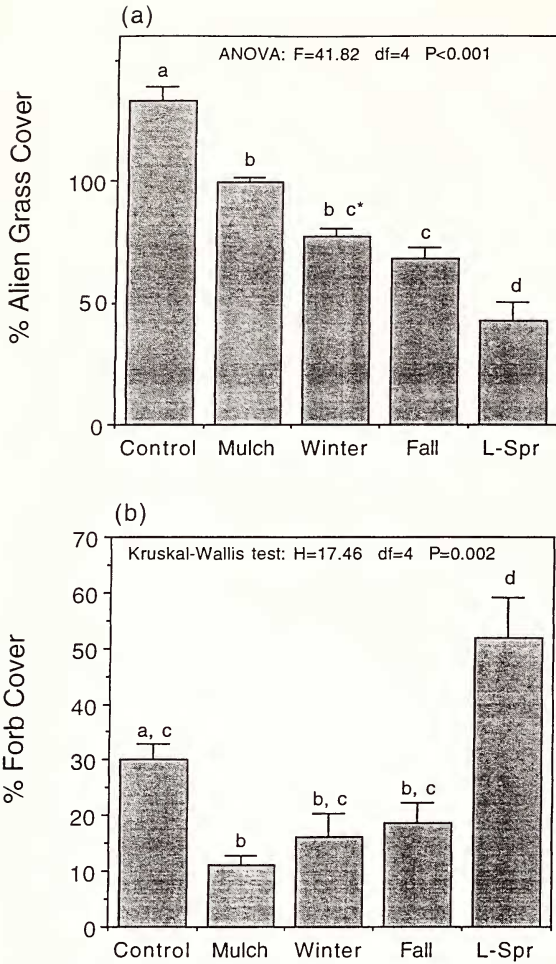 (a)
ANOVA: F=41.82 df=4 P<0.001
% Alien Grass Cover
100
50
0
a
b
b c*
c
d
Control Mulch Winter Fall L-Spr
(b)
Kruskal-Wallis test: H=17.46 df=4 P=0.002
% Forb Cover
70
60
50
40
30
20
10
0
a, c
b
b, c
b, c
d
Control Mulch Winter Fall L-Spr